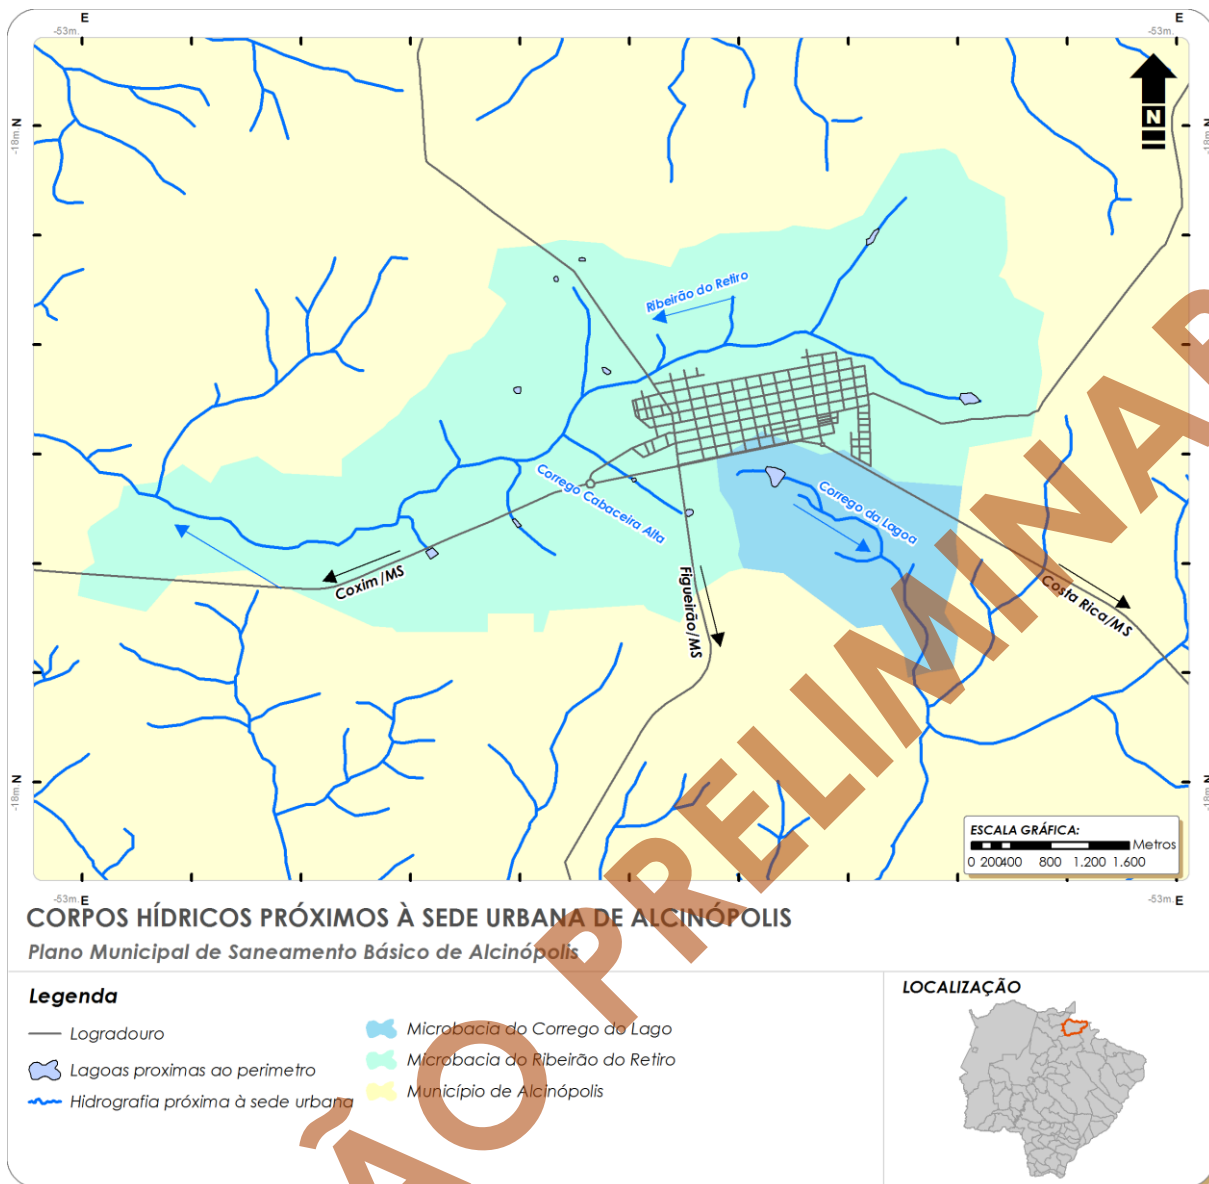 E
E
-53m.
-53m.
N
-18m.
N
-18m.
N
Ribeirão do Retiro
Corrego Cabaceira Alta
Corrego da Lagoa
Coxim/MS
Figueirão/MS
Costa Rica/MS
-18m. N
-18m. N
ESCALA GRÁFICA:
Metros
0 200400 800 1.200 1.600
-53m. E
-53m. E
CORPOS HÍDRICOS PRÓXIMOS À SEDE URBANA DE ALCINÓPOLIS
Plano Municipal de Saneamento Básico de Alcinópolis
Legenda
Logradouro
Lagoas proximas ao perimetro
Hidrografia próxima à sede urbana
Microbacia do Corrego do Lago
Microbacia do Ribeirão do Retiro
Município de Alcinópolis
LOCALIZAÇÃO
ÃO PRELIMINAR